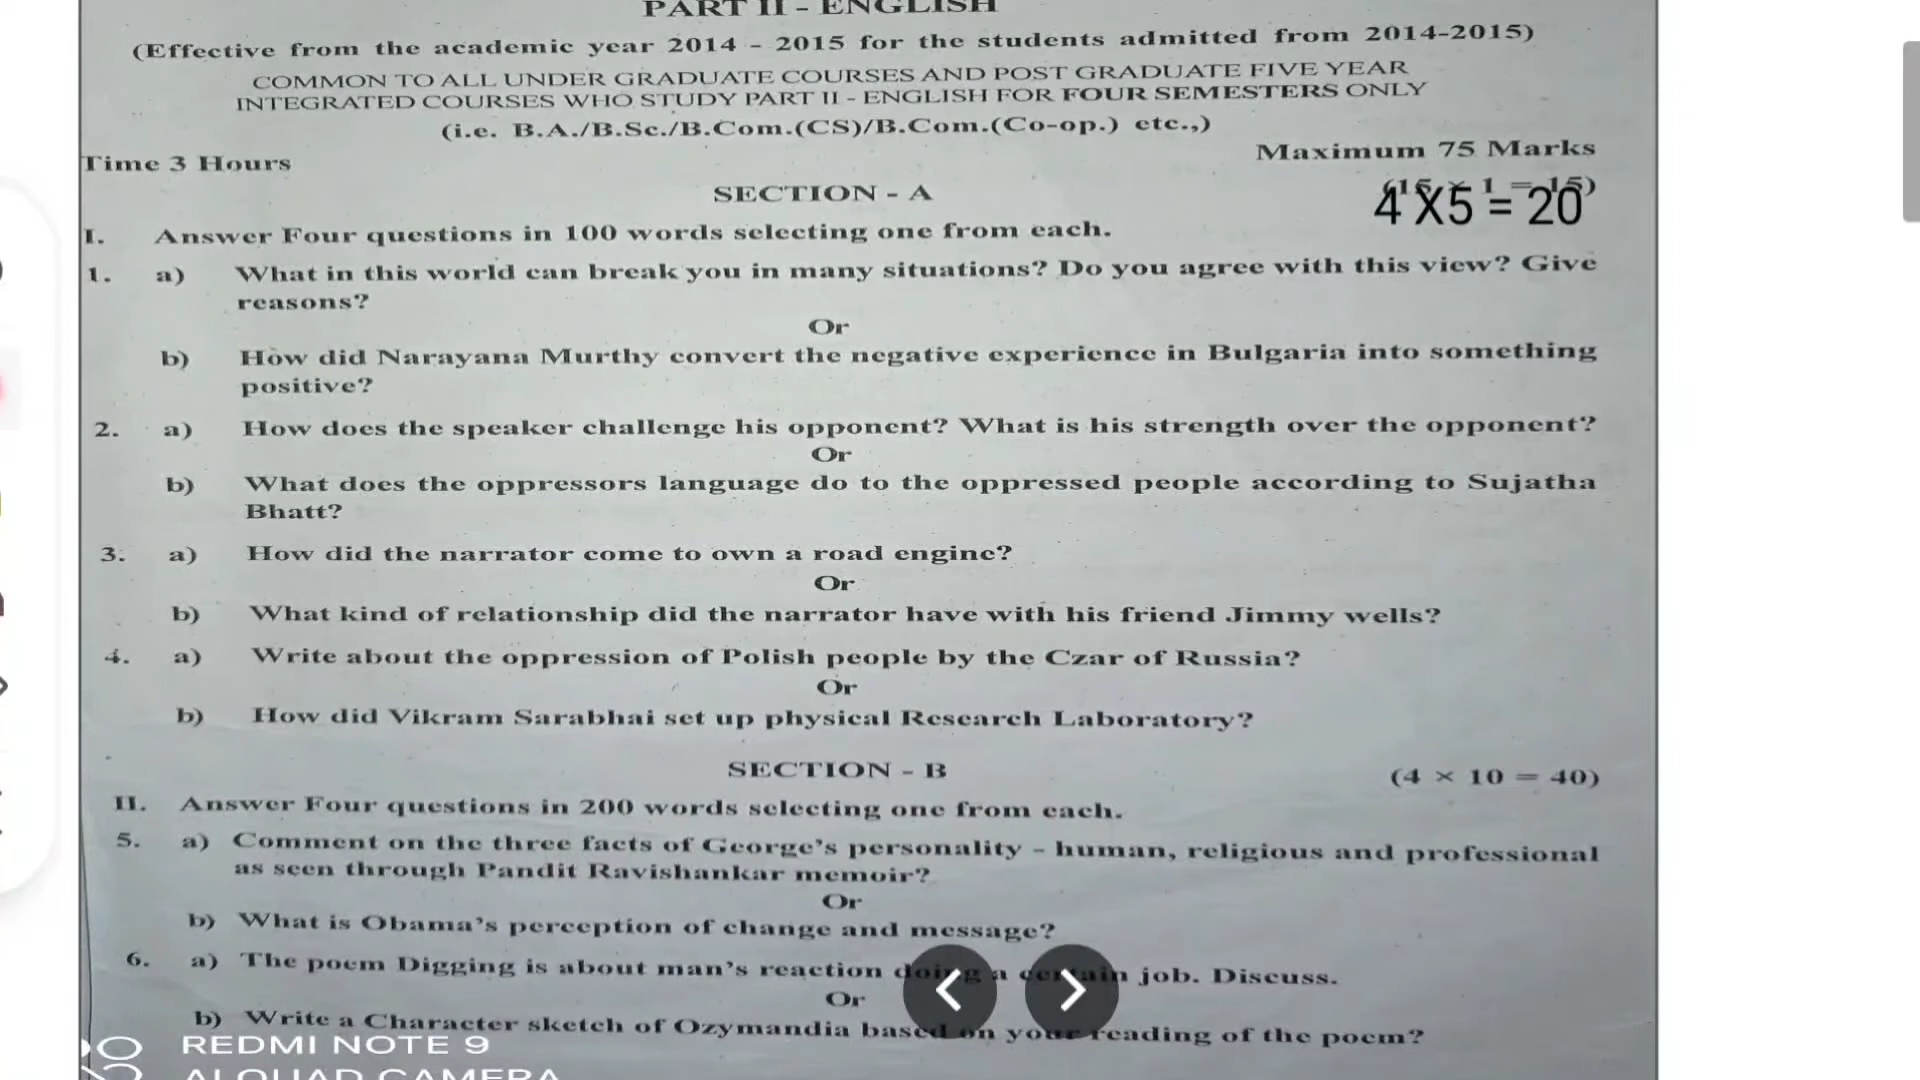 PART II - ENGLISH
(Effective from the academic year 2014 - 2015 for the students admitted from 2014-2015)
COMMON TO ALL UNDER GRADUATE COURSES AND POST GRADUATE FIVE YEAR
INTEGRATED COURSES WHO STUDY PART II - ENGLISH FOR FOUR SEMESTERS ONLY
(i.e. B.A./B.Sc./B.Com.(CS)/B.Com.(Co-op.) etc.,)
Time 3 Hours Maximum 75 Marks
SECTION - A (15 × 1 = 15)
4 X5 = 20
I. Answer Four questions in 100 words selecting one from each.
1. a) What in this world can break you in many situations? Do you agree with this view? Give
reasons?
Or
b) How did Narayana Murthy convert the negative experience in Bulgaria into something
positive?
2. a) How does the speaker challenge his opponent? What is his strength over the opponent?
Or
b) What does the oppressors language do to the oppressed people according to Sujatha
Bhatt?
3. a) How did the narrator come to own a road engine?
Or
b) What kind of relationship did the narrator have with his friend Jimmy wells?
4. a) Write about the oppression of Polish people by the Czar of Russia?
Or
b) How did Vikram Sarabhai set up physical Research Laboratory?
SECTION - B (4 × 10 = 40)
II. Answer Four questions in 200 words selecting one from each.
5. a) Comment on the three facts of George's personality - human, religious and professional
as seen through Pandit Ravishankar memoir?
Or
b) What is Obama's perception of change and message?
6. a) The poem Digging is about man's reaction doing a certain job. Discuss.
Or
b) Write a Character sketch of Ozymandia based on your reading of the poem?
REDMI NOTE 9
AI QUAD CAMERA